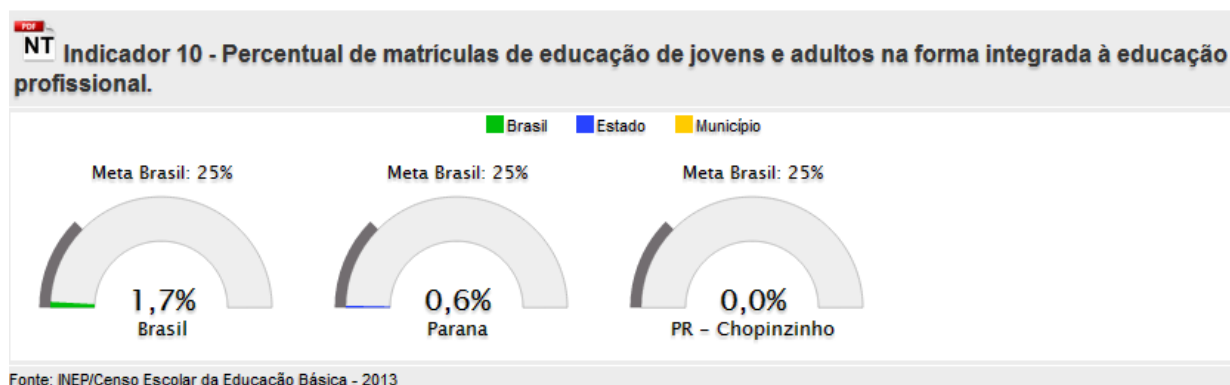 PDF
NT Indicador 10 - Percentual de matrículas de educação de jovens e adultos na forma integrada à educação
profissional.
Brasil Estado Município
Meta Brasil: 25% Meta Brasil: 25% Meta Brasil: 25%
1,7% 0,6% 0,0%
Brasil Parana PR - Chopinzinho
Fonte: INEP/Censo Escolar da Educação Básica - 2013